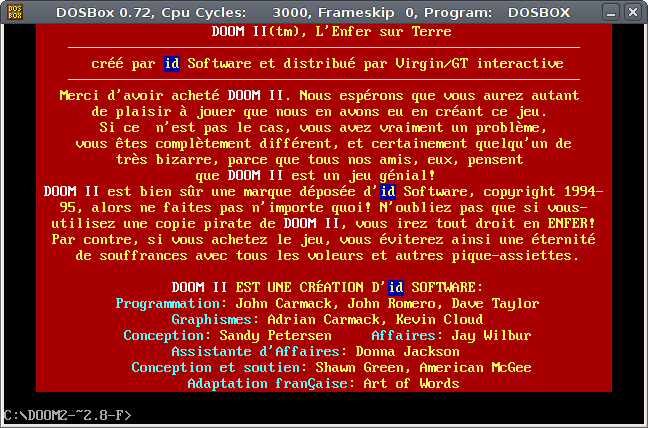 DOSBox 0.72, Cpu Cycles: 3000, Frameskip 0, Program: DOSBOX
DOOM II(tm), L'Enfer sur Terre
créé par id Software et distribué par Virgin/GT interactive
Merci d'avoir acheté DOOM II. Nous espérons que vous aurez autant
de plaisir à jouer que nous en avons eu en créant ce jeu.
Si ce n'est pas le cas, vous avez vraiment un problème,
vous êtes complètement différent, et certainement quelqu'un de
très bizarre, parce que tous nos amis, eux, pensent
que DOOM II est un jeu génial!
DOOM II est bien sûr une marque déposée d'id Software, copyright 1994-
95, alors ne faites pas n'importe quoi! N'oubliez pas que si vous-
utilisez une copie pirate de DOOM II, vous irez tout droit en ENFER!
Par contre, si vous achetez le jeu, vous éviterez ainsi une éternité
de souffrances avec tous les voleurs et autres pique-assiettes.
DOOM II EST UNE CRéATION D'id SOFTWARE:
Programmation: John Carmack, John Romero, Dave Taylor
Graphismes: Adrian Carmack, Kevin Cloud
Conception: Sandy Petersen Affaires: Jay Wilbur
Assistante d'Affaires: Donna Jackson
Conception et soutien: Shawn Green, American McGee
Adaptation franÇaise: Art of Words
C:\DOOM2-~2.8-F>